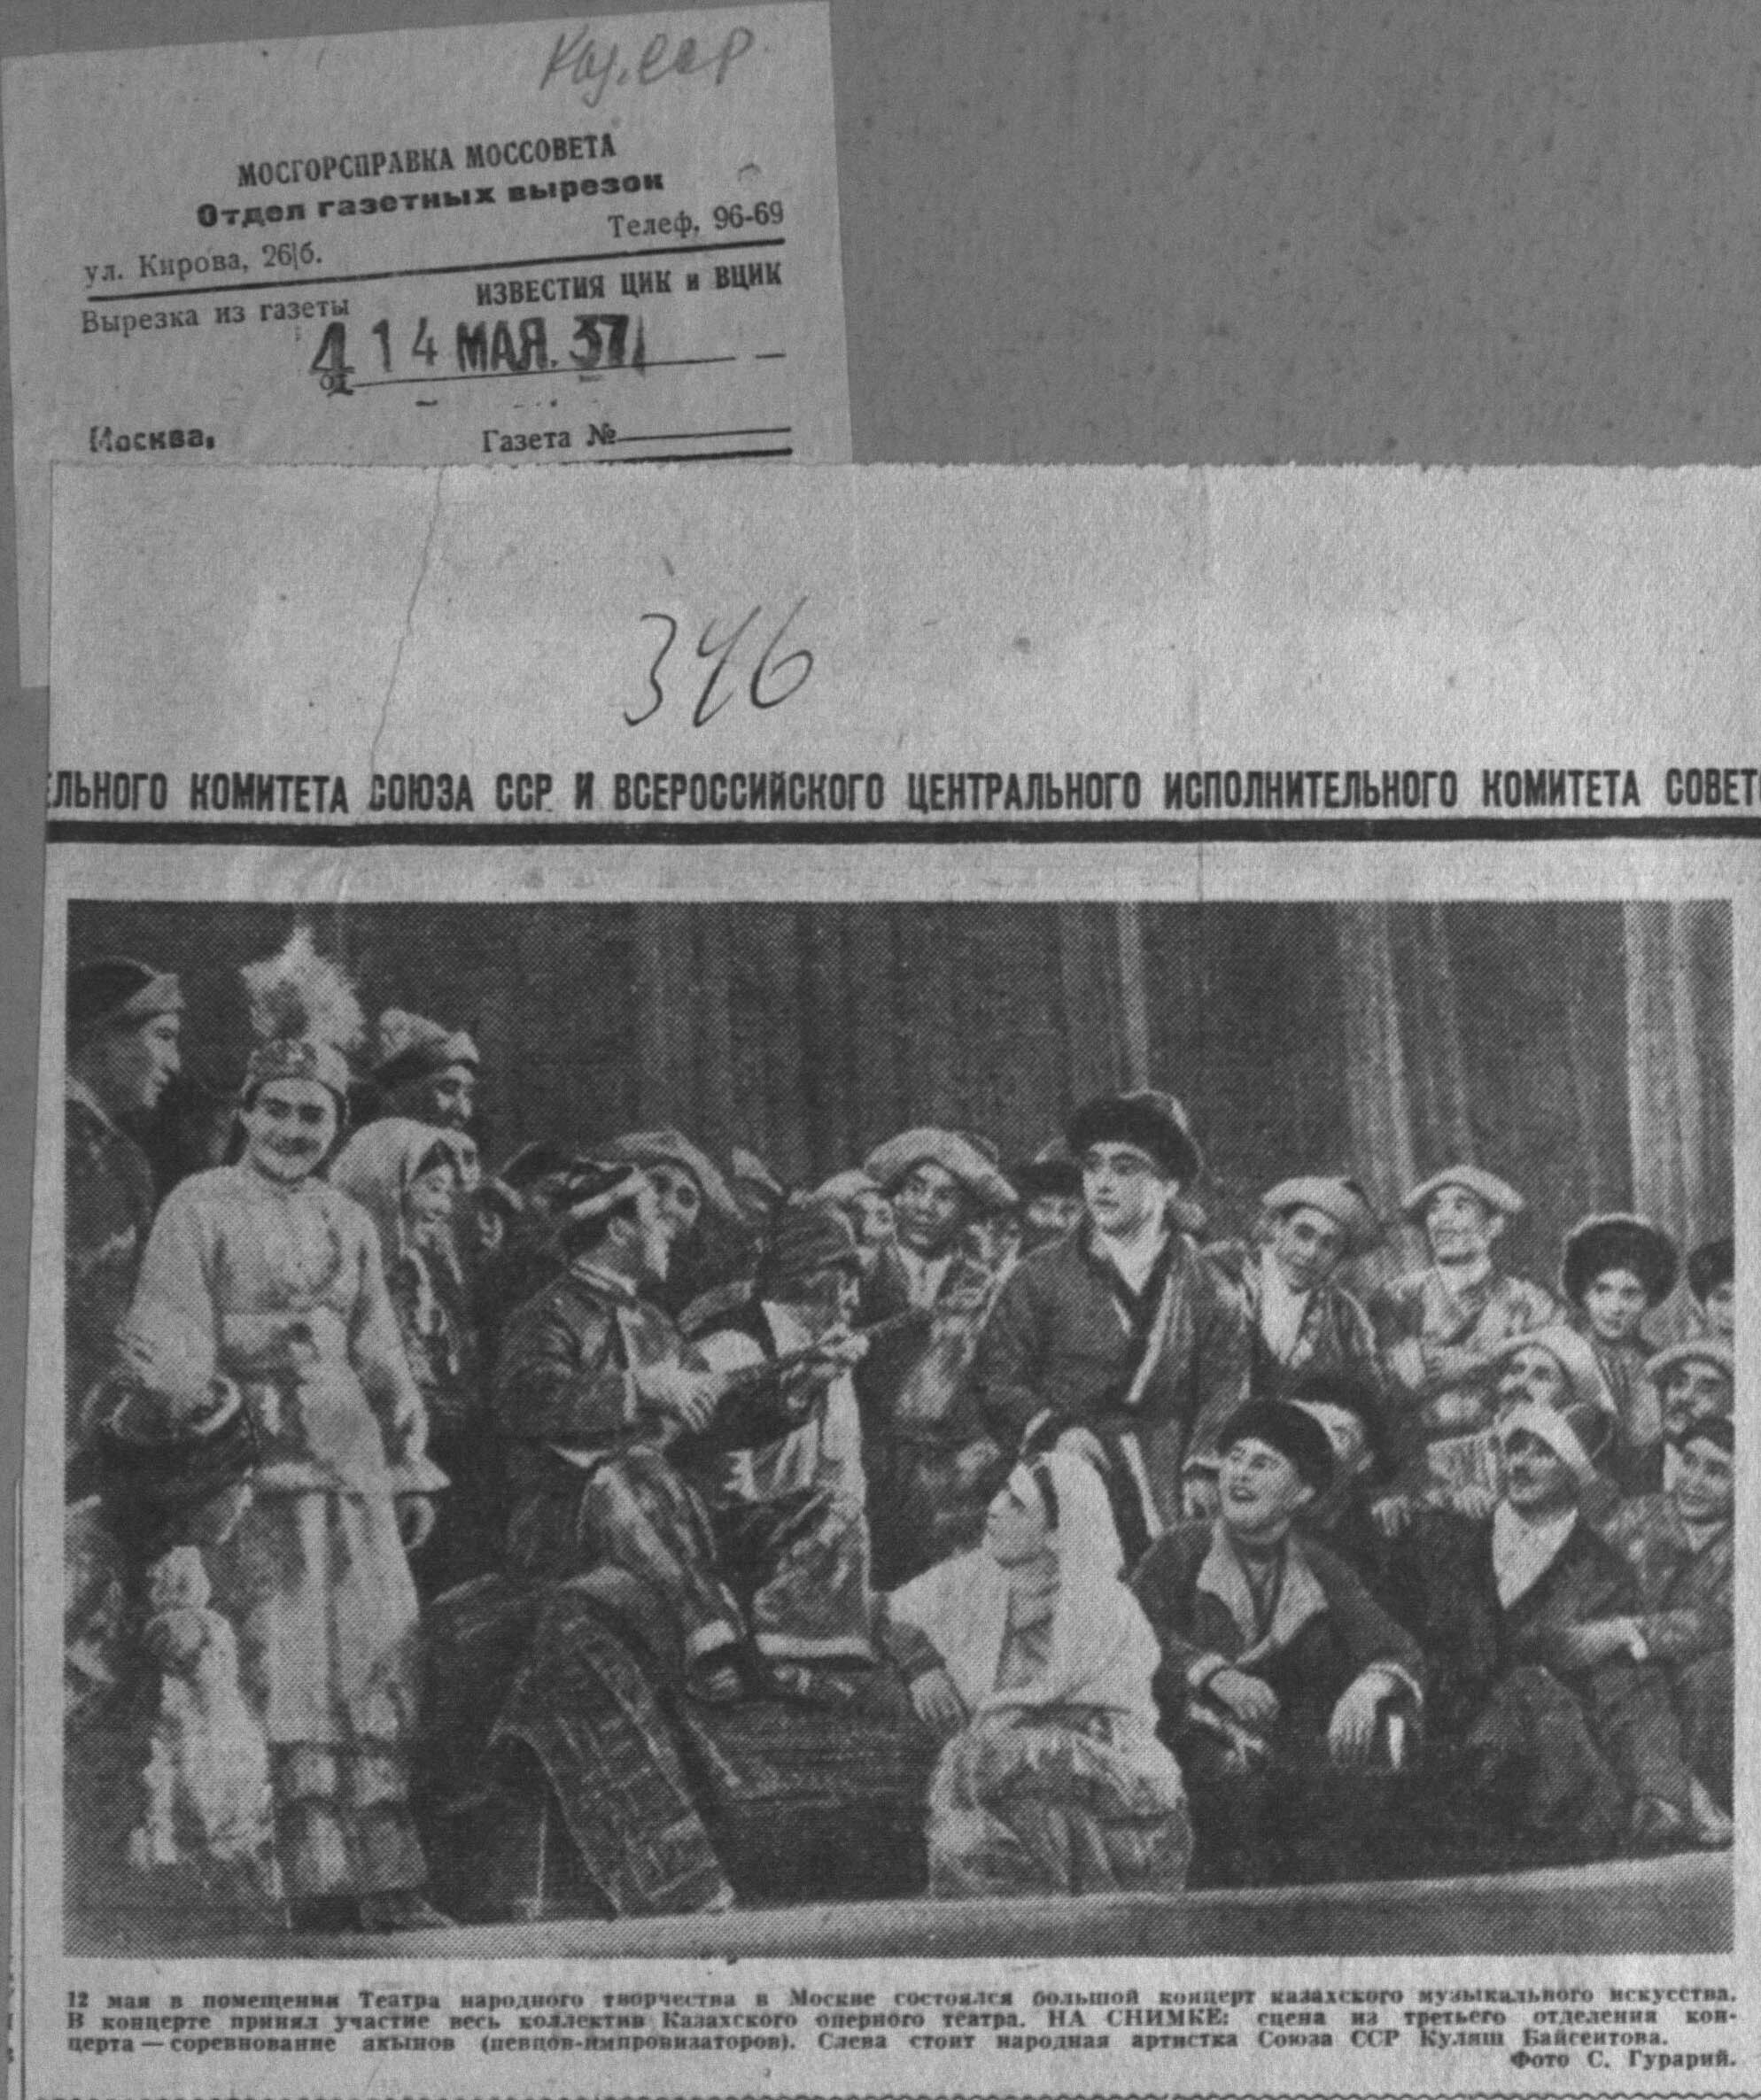 Каз. ССР
МОСГОРСПРАВКА МОССОВЕТА
Отдел газетных вырезок
ул. Кирова, 26|б.
Телеф, 96-69
Вырезка из газеты
ИЗВЕСТИЯ ЦИК и ВЦИК
от 14 МАЯ. 37
Москва,
Газета №
346
ЕЛЬНОГО КОМИТЕТА СОЮЗА ССР И ВСЕРОССИЙСКОГО ЦЕНТРАЛЬНОГО ИСПОЛНИТЕЛЬНОГО КОМИТЕТА СОВЕТ
12 мая в помещении Театра народного творчества в Москве состоялся большой концерт казахского музыкального искусства.
В концерте принял участие весь коллектив Казахского оперного театра. НА СНИМКЕ: сцена из третьего отделения кон-
церта — соревнование акынов (певцов-импровизаторов). Слева стоит народная артистка Союза ССР Куляш Байсеитова.
Фото С. Гурарий.